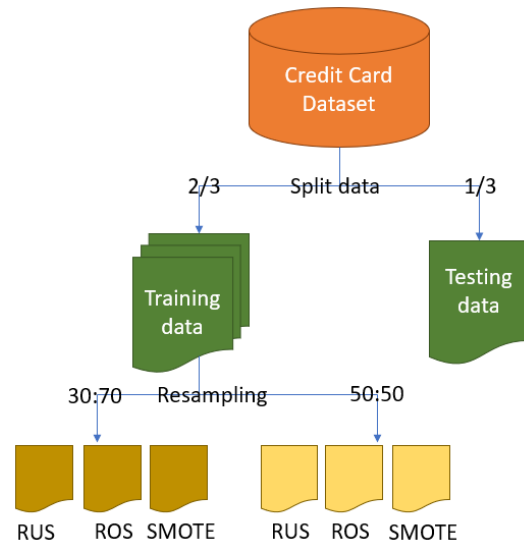 Credit Card
Dataset
2/3 Split data 1/3
Training
data
Testing
data
30:70 Resampling 50:50
RUS ROS SMOTE RUS ROS SMOTE